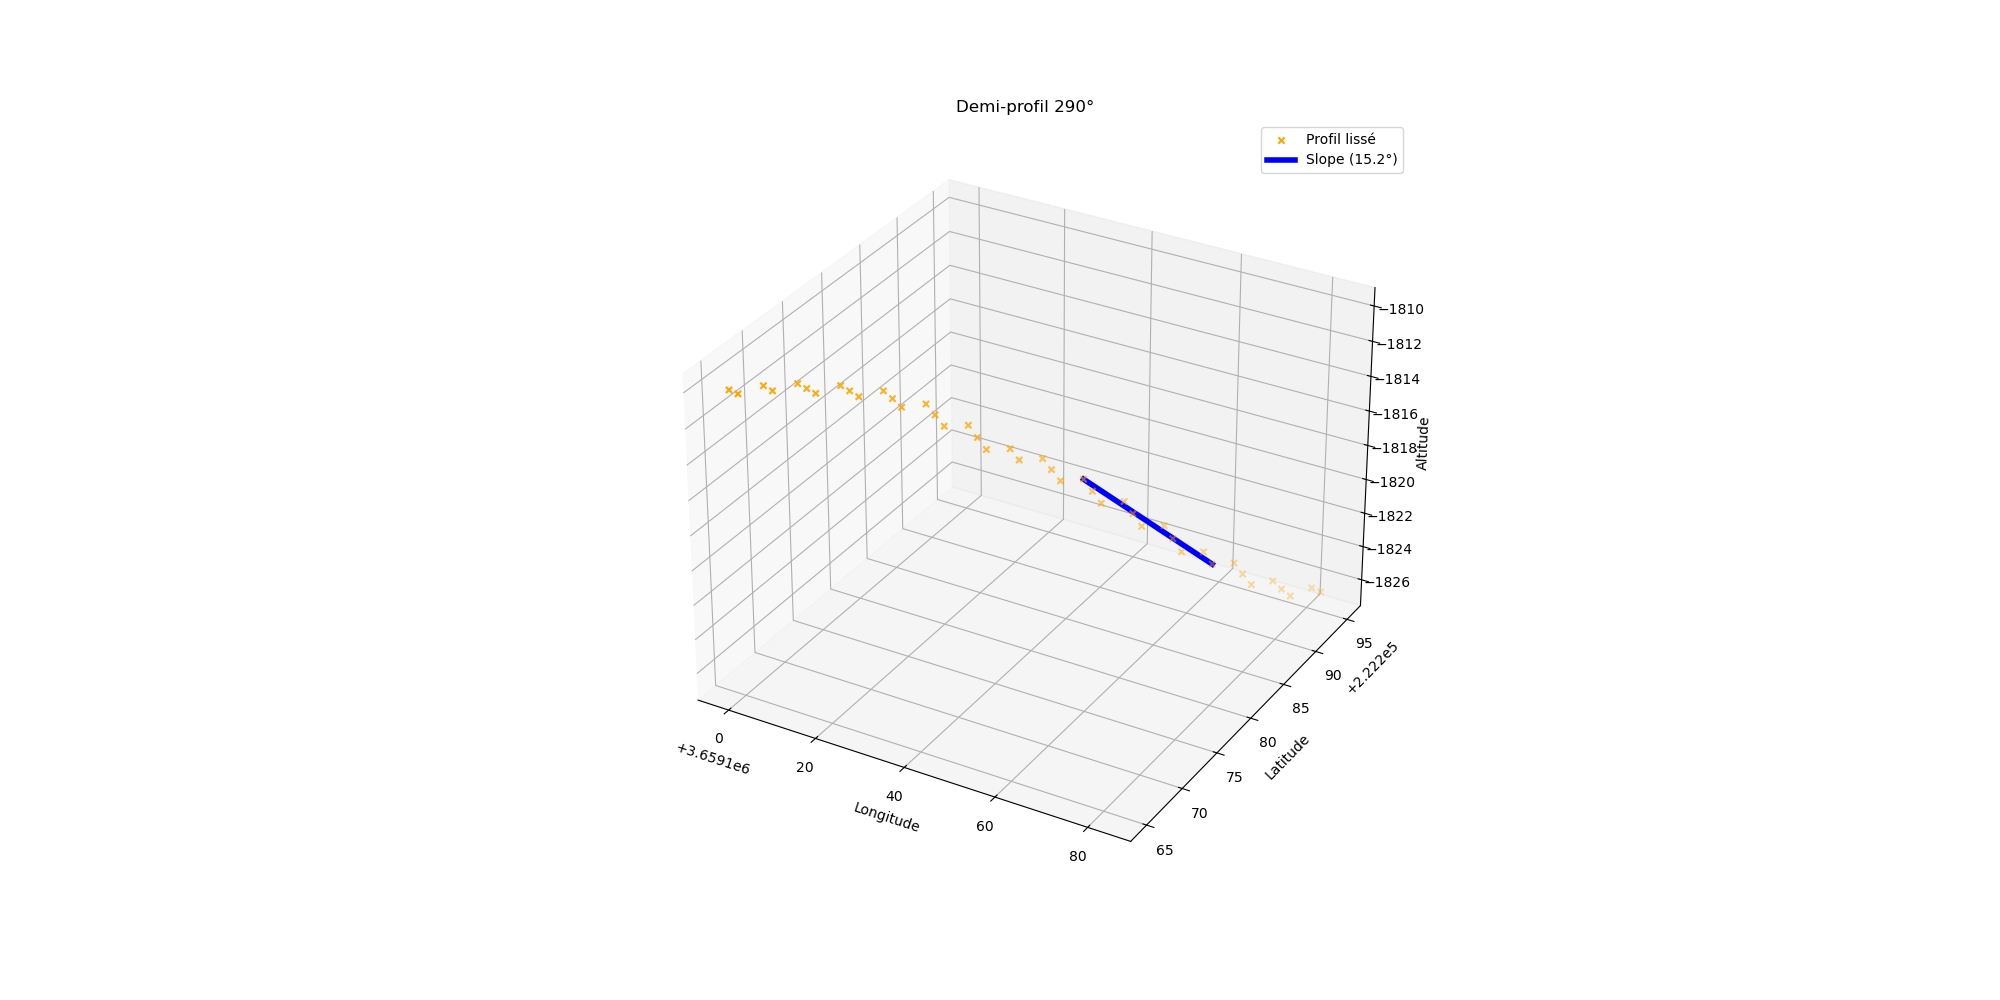 Demi-profil 290°
Profil lissé
Slope (15.2°)
−1810
−1812
−1814
−1816
−1818
−1820
−1822
−1824
−1826
Altitude
95
90
85
80
75
70
65
+2.222e5
Latitude
0
20
40
60
80
+3.6591e6
Longitude